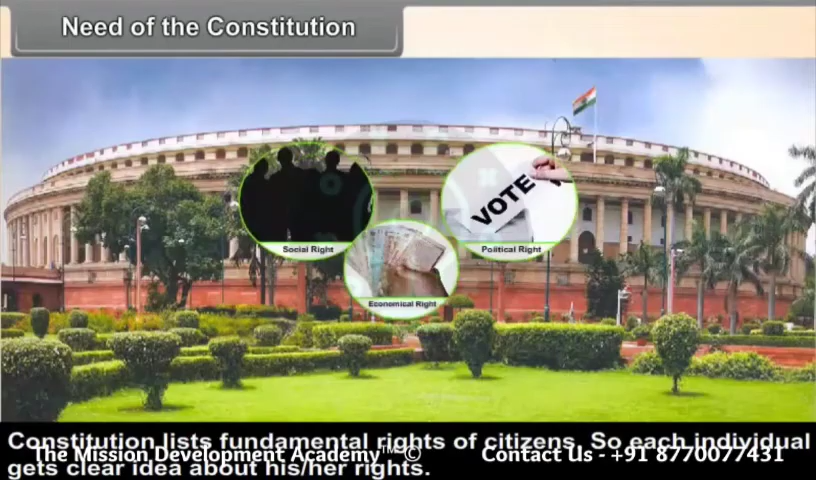 Need of the Constitution
VOTE
Social Right
Political Right
Economical Right
Constitution lists fundamental rights of citizens. So each individual
The Mission Development Academy™ © Contact Us - +91 8770077431
gets clear idea about his/her rights.